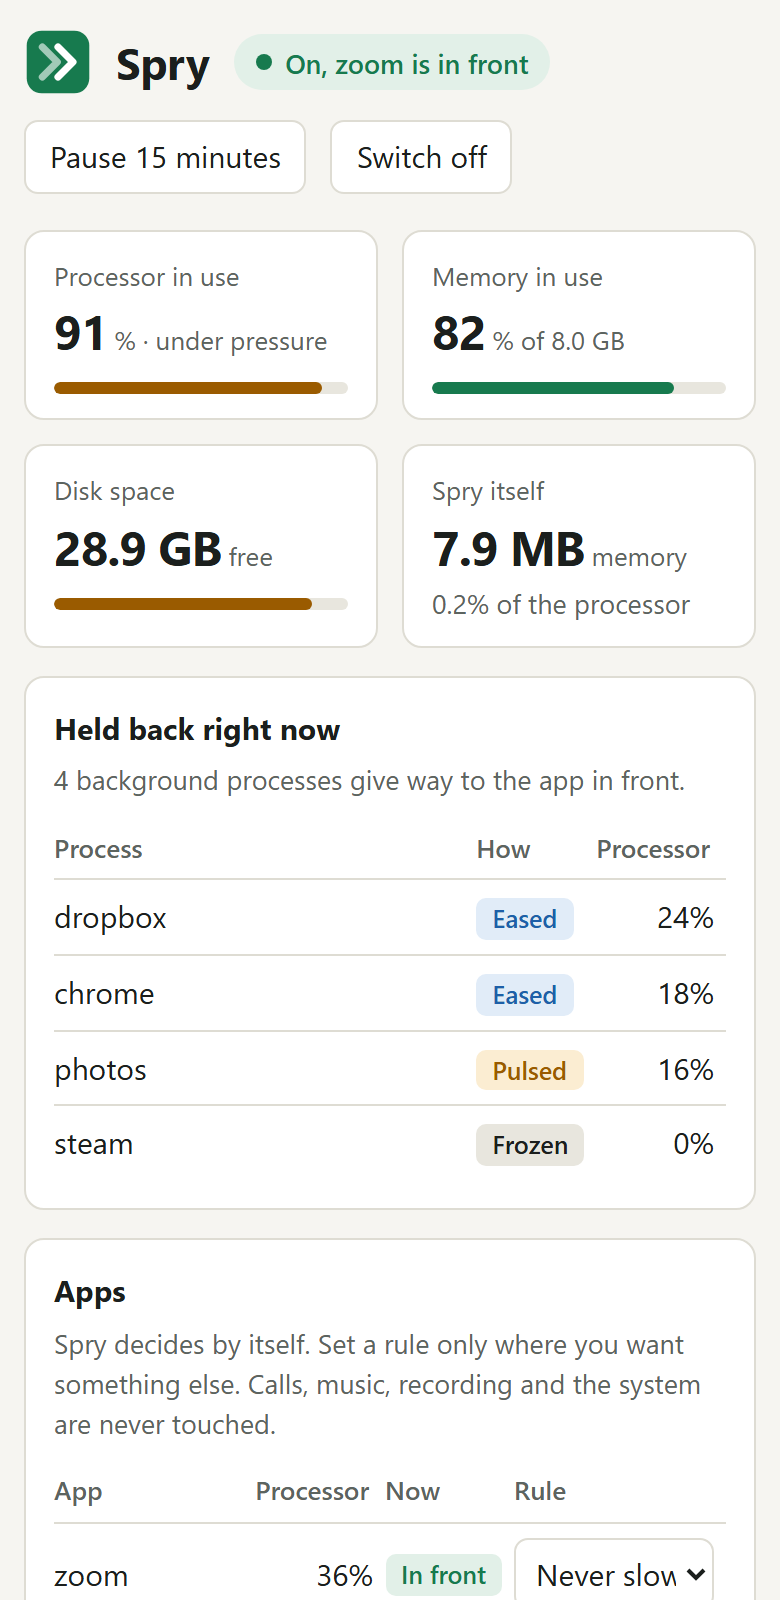 Spry
On, zoom is in front
Pause 15 minutes
Switch off
Processor in use
91 % · under pressure
Memory in use
82 % of 8.0 GB
Disk space
28.9 GB free
Spry itself
7.9 MB memory
0.2% of the processor
Held back right now
4 background processes give way to the app in front.
Process How Processor
dropbox Eased 24%
chrome Eased 18%
photos Pulsed 16%
steam Frozen 0%
Apps
Spry decides by itself. Set a rule only where you want
something else. Calls, music, recording and the system
are never touched.
App Processor Now Rule
zoom 36% In front Never slow